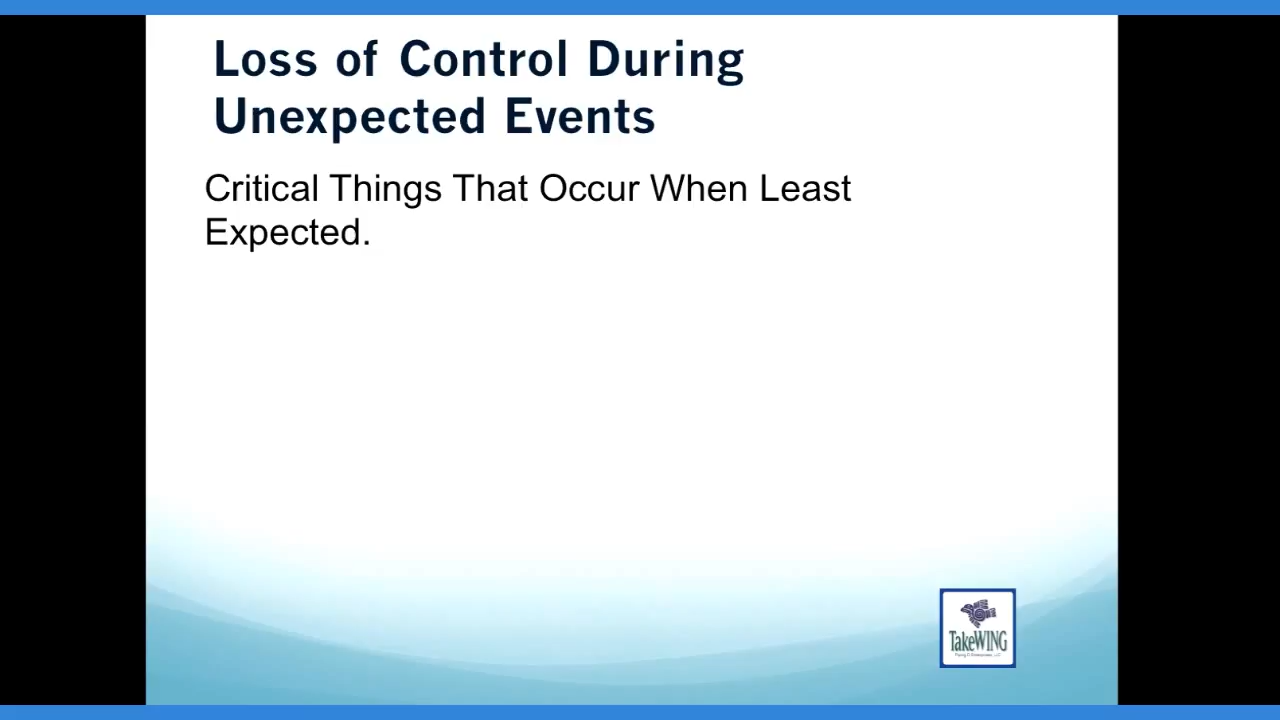 Loss of Control During
Unexpected Events
Critical Things That Occur When Least
Expected.
TakeWING